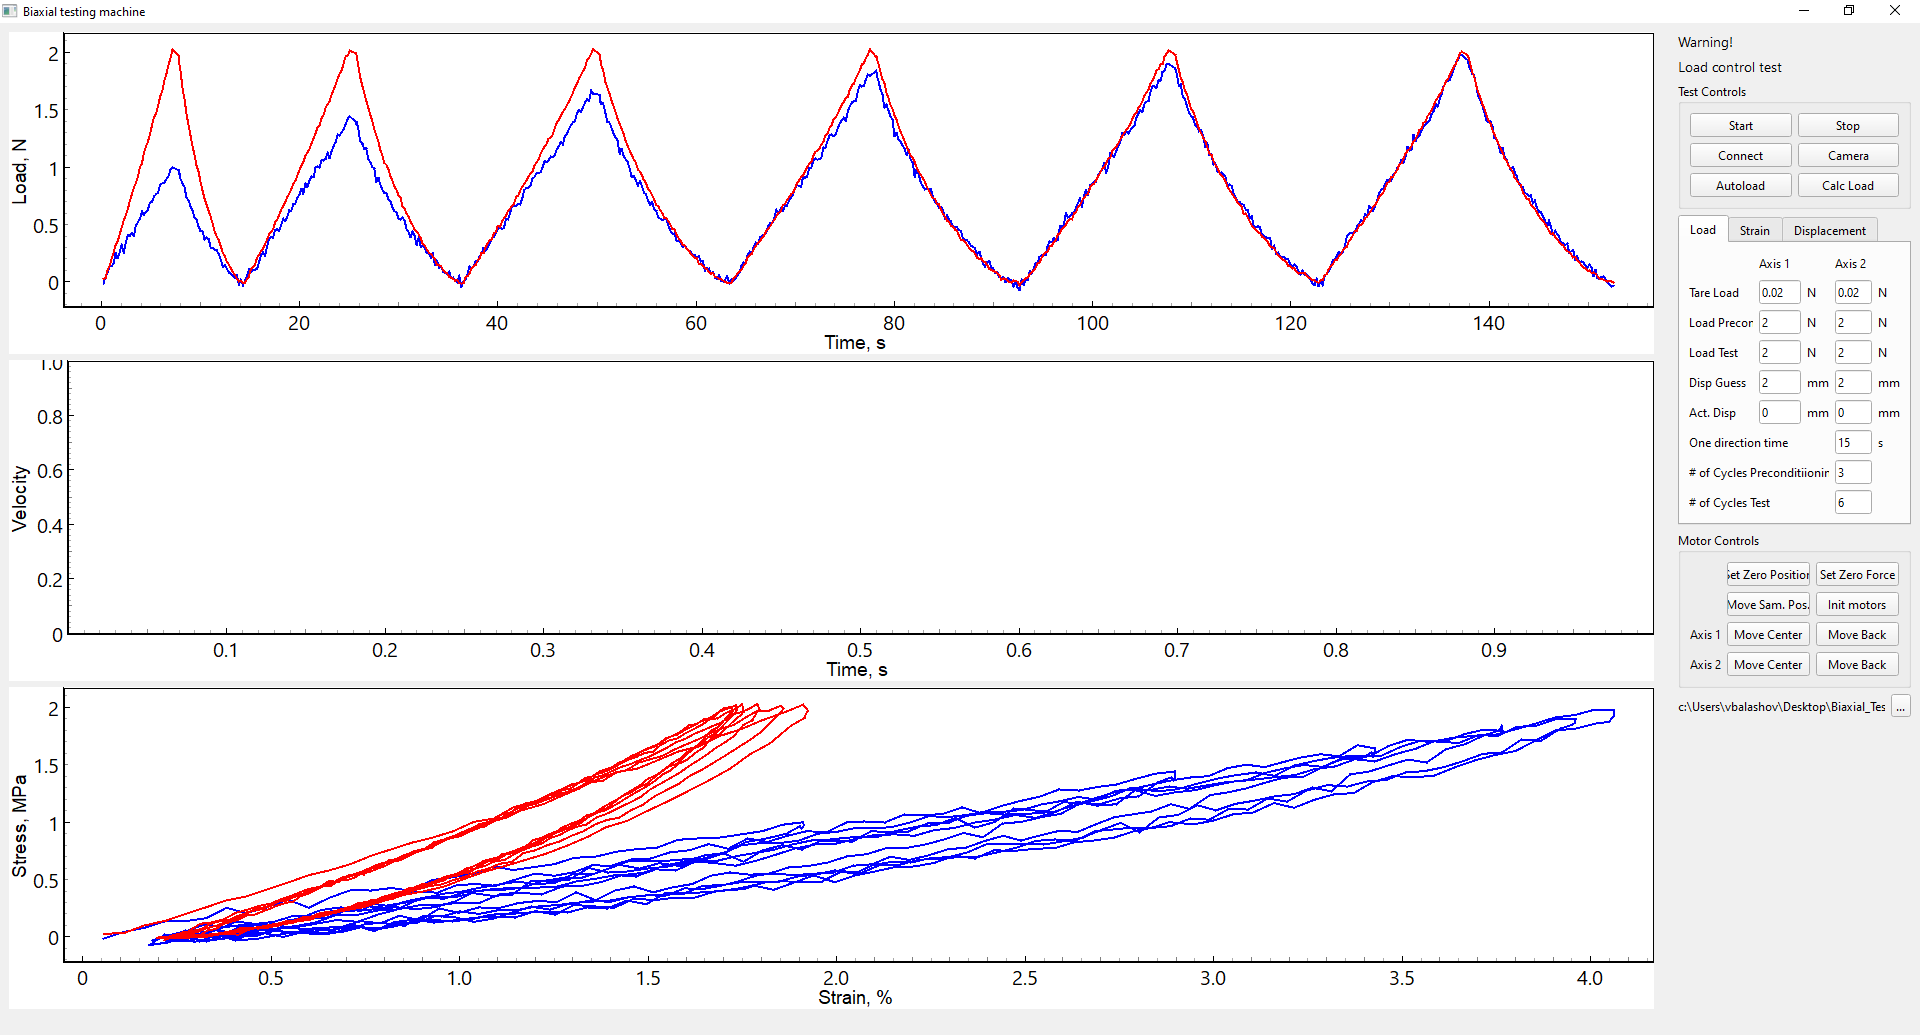 Biaxial testing machine
2
1.5
1
0.5
0
Load, N
0 20 40 60 80 100 120 140
Time, s
1.0
0.8
0.6
0.4
0.2
0
Velocity
0.1 0.2 0.3 0.4 0.5 0.6 0.7 0.8 0.9
Time, s
2
1.5
1
0.5
0
Stress, MPa
0 0.5 1.0 1.5 2.0 2.5 3.0 3.5 4.0
Strain, %
Warning!
Load control test
Test Controls
Start Stop
Connect Camera
Autoload Calc Load
Load Strain Displacement
Axis 1 Axis 2
Tare Load 0.02 N 0.02 N
Load Precor 2 N 2 N
Load Test 2 N 2 N
Disp Guess 2 mm 2 mm
Act. Disp 0 mm 0 mm
One direction time 15 s
# of Cycles Preconditiionir 3
# of Cycles Test 6
Motor Controls
Set Zero Position Set Zero Force
Move Sam. Pos. Init motors
Axis 1 Move Center Move Back
Axis 2 Move Center Move Back
c:\Users\vbalashov\Desktop\Biaxial_Tes ...